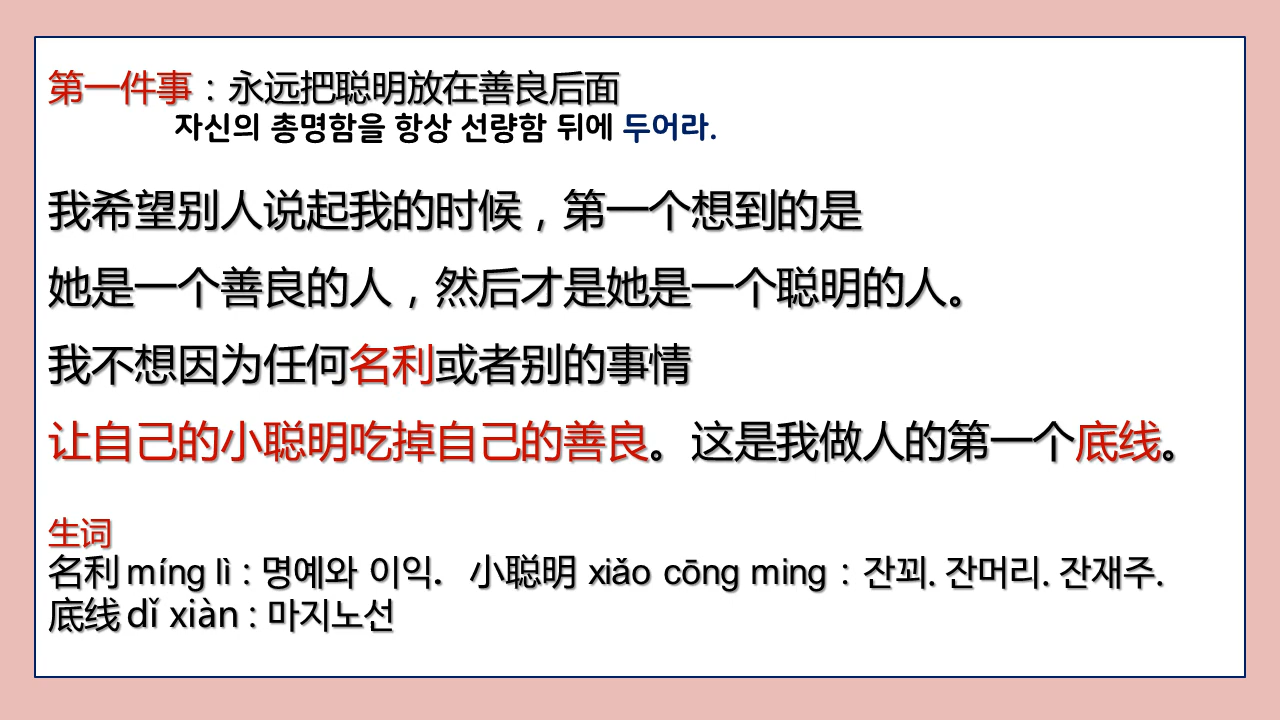 第一件事：永远把聪明放在善良后面
자신의 총명함을 항상 선량함 뒤에 두어라.
我希望别人说起我的时候，第一个想到的是
她是一个善良的人，然后才是她是一个聪明的人。
我不想因为任何名利或者别的事情
让自己的小聪明吃掉自己的善良。这是我做人的第一个底线。
生词
名利 míng lì : 명예와 이익. 小聪明 xiǎo cōng ming : 잔꾀. 잔머리. 잔재주.
底线 dǐ xiàn : 마지노선